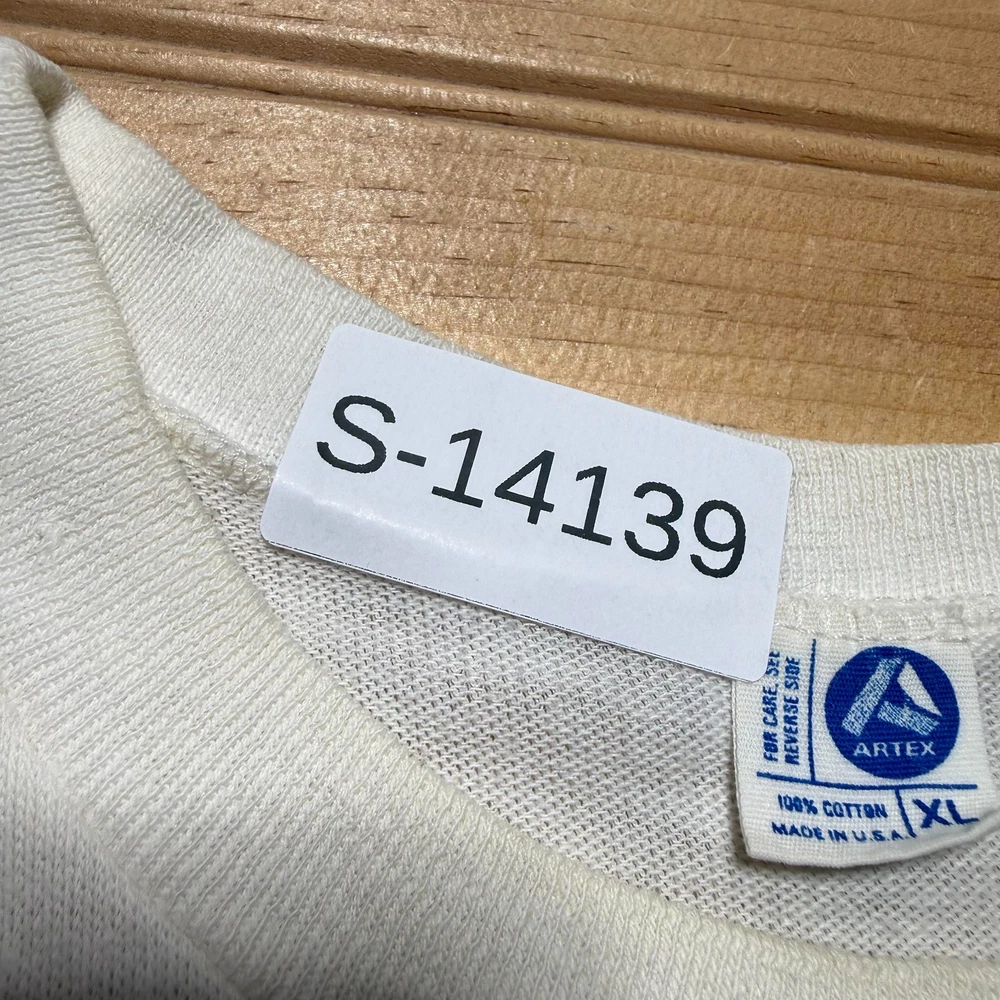 S-14139
FOR CARE, SEE
REVERSE SIDE
ARTEX
100% COTTON
MADE IN U.S.A.
XL